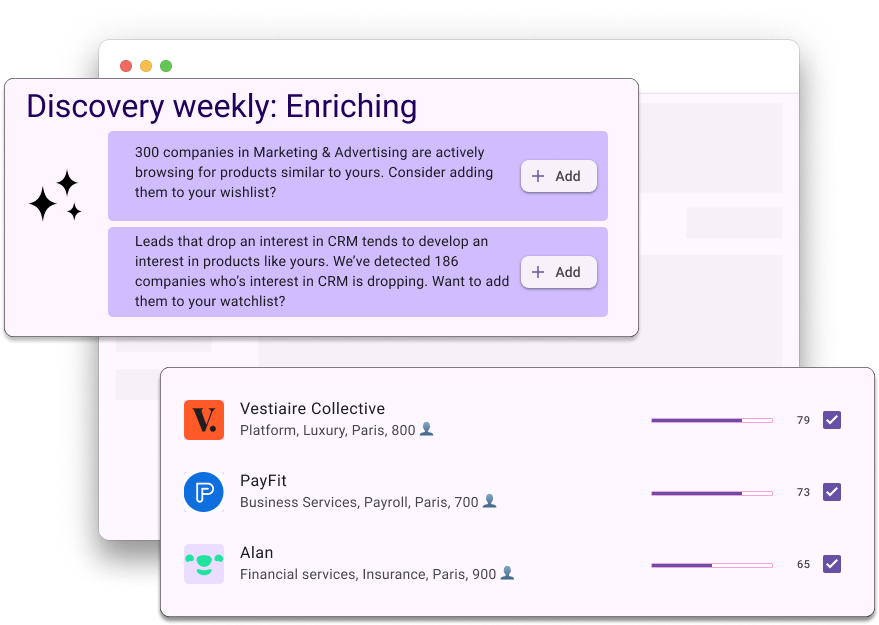 Discovery weekly: Enriching
300 companies in Marketing & Advertising are actively
browsing for products similar to yours. Consider adding
them to your wishlist?
+ Add
Leads that drop an interest in CRM tends to develop an
interest in products like yours. We've detected 186
companies who's interest in CRM is dropping. Want to add
them to your watchlist?
+ Add
V.
Vestiaire Collective
Platform, Luxury, Paris, 800
79
P
PayFit
Business Services, Payroll, Paris, 700
73
Alan
Financial services, Insurance, Paris, 900
65